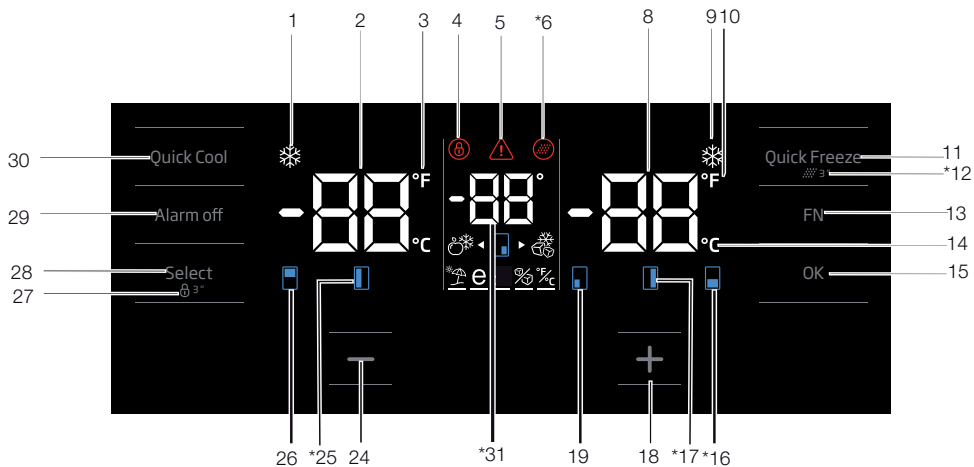 1 2 3 4 5 *6 8 9 10
30 Quick Cool °F -88° °F Quick Freeze 11
-88 -88 3" *12
29 Alarm off FN 13
°C °C 14
28 Select e °F/°C OK 15
27 3"
26 *25 24 *31 19 18 *17 *16